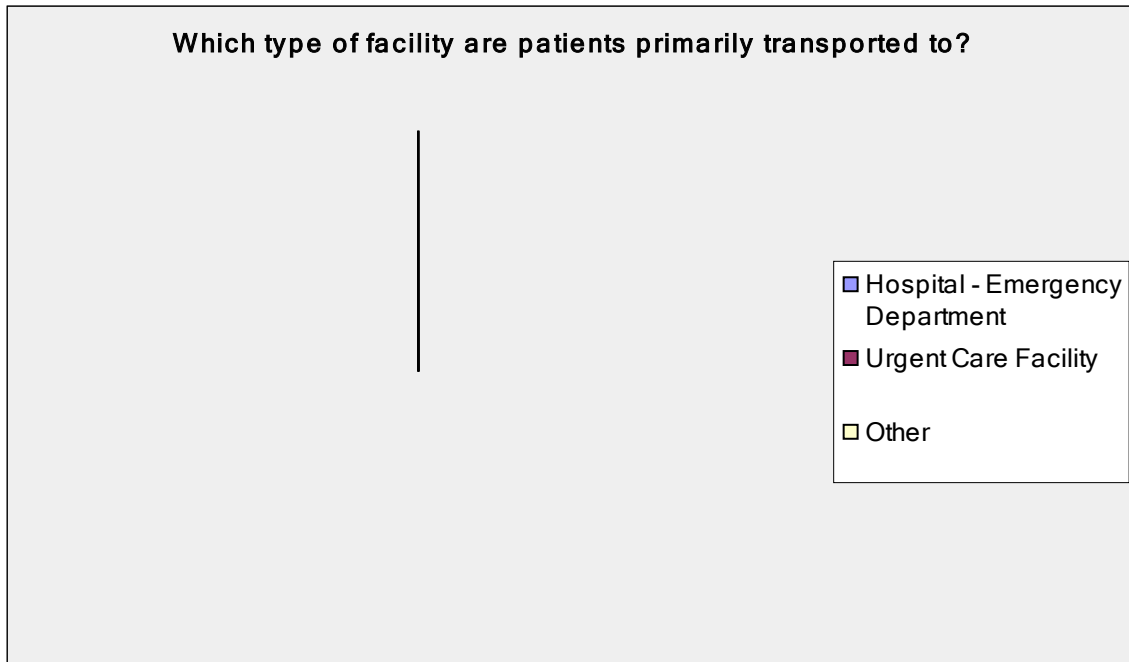 Which type of facility are patients primarily transported to?
Hospital - Emergency
Department
Urgent Care Facility
Other